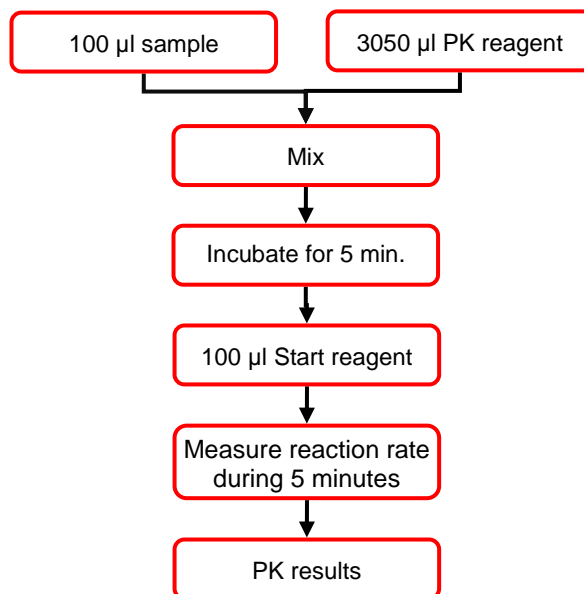 100 µl sample
3050 µl PK reagent
Mix
Incubate for 5 min.
100 µl Start reagent
Measure reaction rate
during 5 minutes
PK results